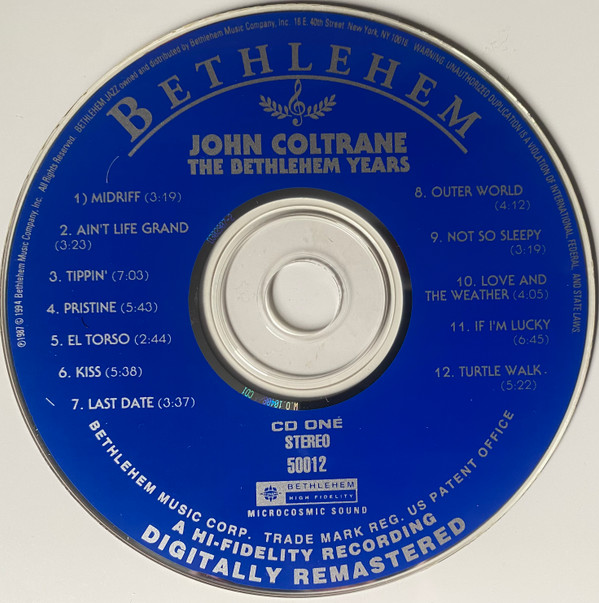 ℗1987 © 1994 Bethlehem Music Company, Inc. All Rights Reserved. BETHLEHEM JAZZ owned and distributed by Bethlehem Music Company, Inc. 18 E. 40th Street New York, NY 10016 WARNING: UNAUTHORIZED DUPLICATION IS A VIOLATION OF INTERNATIONAL, FEDERAL, AND STATE LAWS
BETHLEHEM
JOHN COLTRANE
THE BETHLEHEM YEARS
1) MIDRIFF (3:19)
2. AIN'T LIFE GRAND
(3:23)
3. TIPPIN' (7:03)
4. PRISTINE (5:43)
5. EL TORSO (2:44)
6. KISS (5:38)
7. LAST DATE (3:37)
8. OUTER WORLD
(4:12)
9. NOT SO SLEEPY
(3:19)
10. LOVE AND
THE WEATHER (4:05)
11. IF I'M LUCKY
(6:45)
12. TURTLE WALK
(5:22)
CD ONE
STEREO
50012
BETHLEHEM
HIGH FIDELITY
MICROCOSMIC SOUND
BETHLEHEM MUSIC CORP. TRADE MARK REG. US PATENT OFFICE
A HI-FIDELITY RECORDING
DIGITALLY REMASTERED